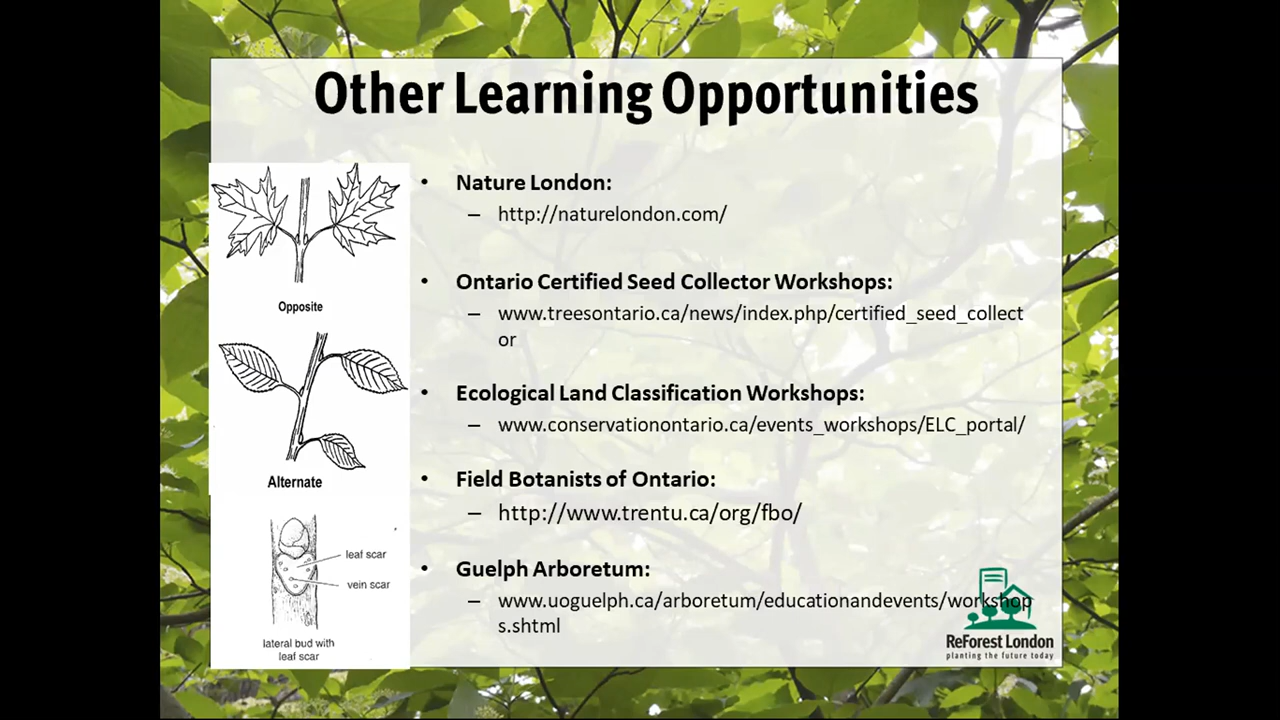 Other Learning Opportunities
Opposite
Alternate
leaf scar
vein scar
lateral bud with
leaf scar
• Nature London:
– http://naturelondon.com/
• Ontario Certified Seed Collector Workshops:
– www.treesontario.ca/news/index.php/certified_seed_collect
or
• Ecological Land Classification Workshops:
– www.conservationontario.ca/events_workshops/ELC_portal/
• Field Botanists of Ontario:
– http://www.trentu.ca/org/fbo/
• Guelph Arboretum:
– www.uoguelph.ca/arboretum/educationandevents/workshop
s.shtml
ReForest London
planting the future today